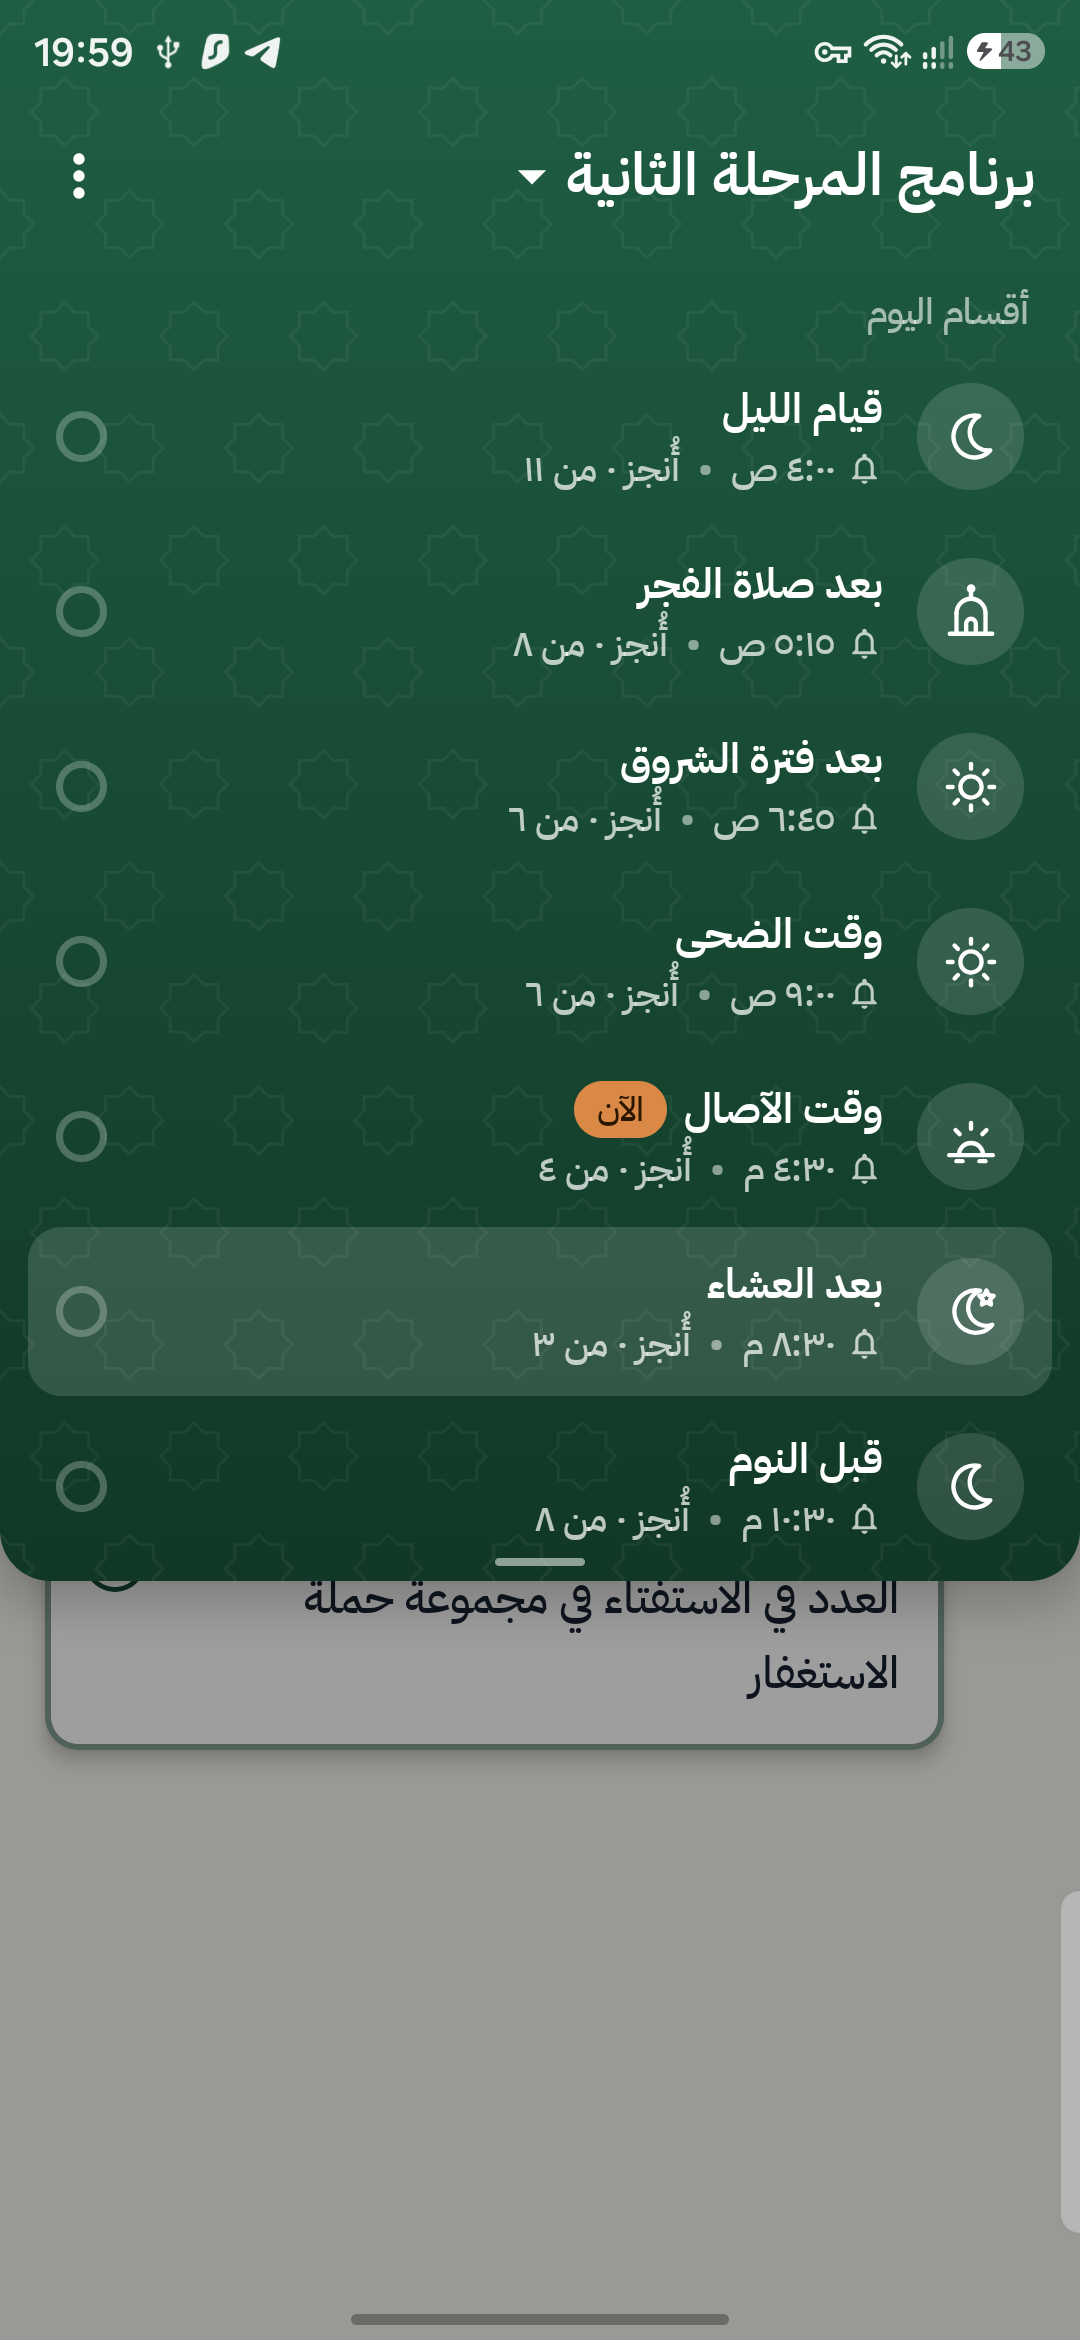 19:59
43
برنامج المرحلة الثانية
أقسام اليوم
قيام الليل
٤:٠٠ ص • أُنجز ٠ من ١١
بعد صلاة الفجر
٥:١٥ ص • أُنجز ٠ من ٨
بعد فترة الشروق
٦:٤٥ ص • أُنجز ٠ من ٦
وقت الضحى
٩:٠٠ ص • أُنجز ٠ من ٦
وقت الآصال الآن
٤:٣٠ م • أُنجز ٠ من ٤
بعد العشاء
٨:٣٠ م • أُنجز ٠ من ٣
قبل النوم
١٠:٣٠ م • أُنجز ٠ من ٨
العدد في الاستفتاء في مجموعة حملة
الاستغفار